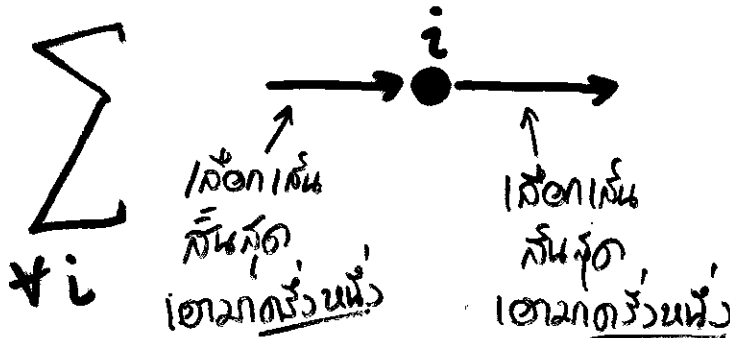 i
∑
∀i
เลือกเส้น
สั้นสุด
เอามาครึ่งหนึ่ง
เลือกเส้น
สั้นสุด
เอามาครึ่งหนึ่ง